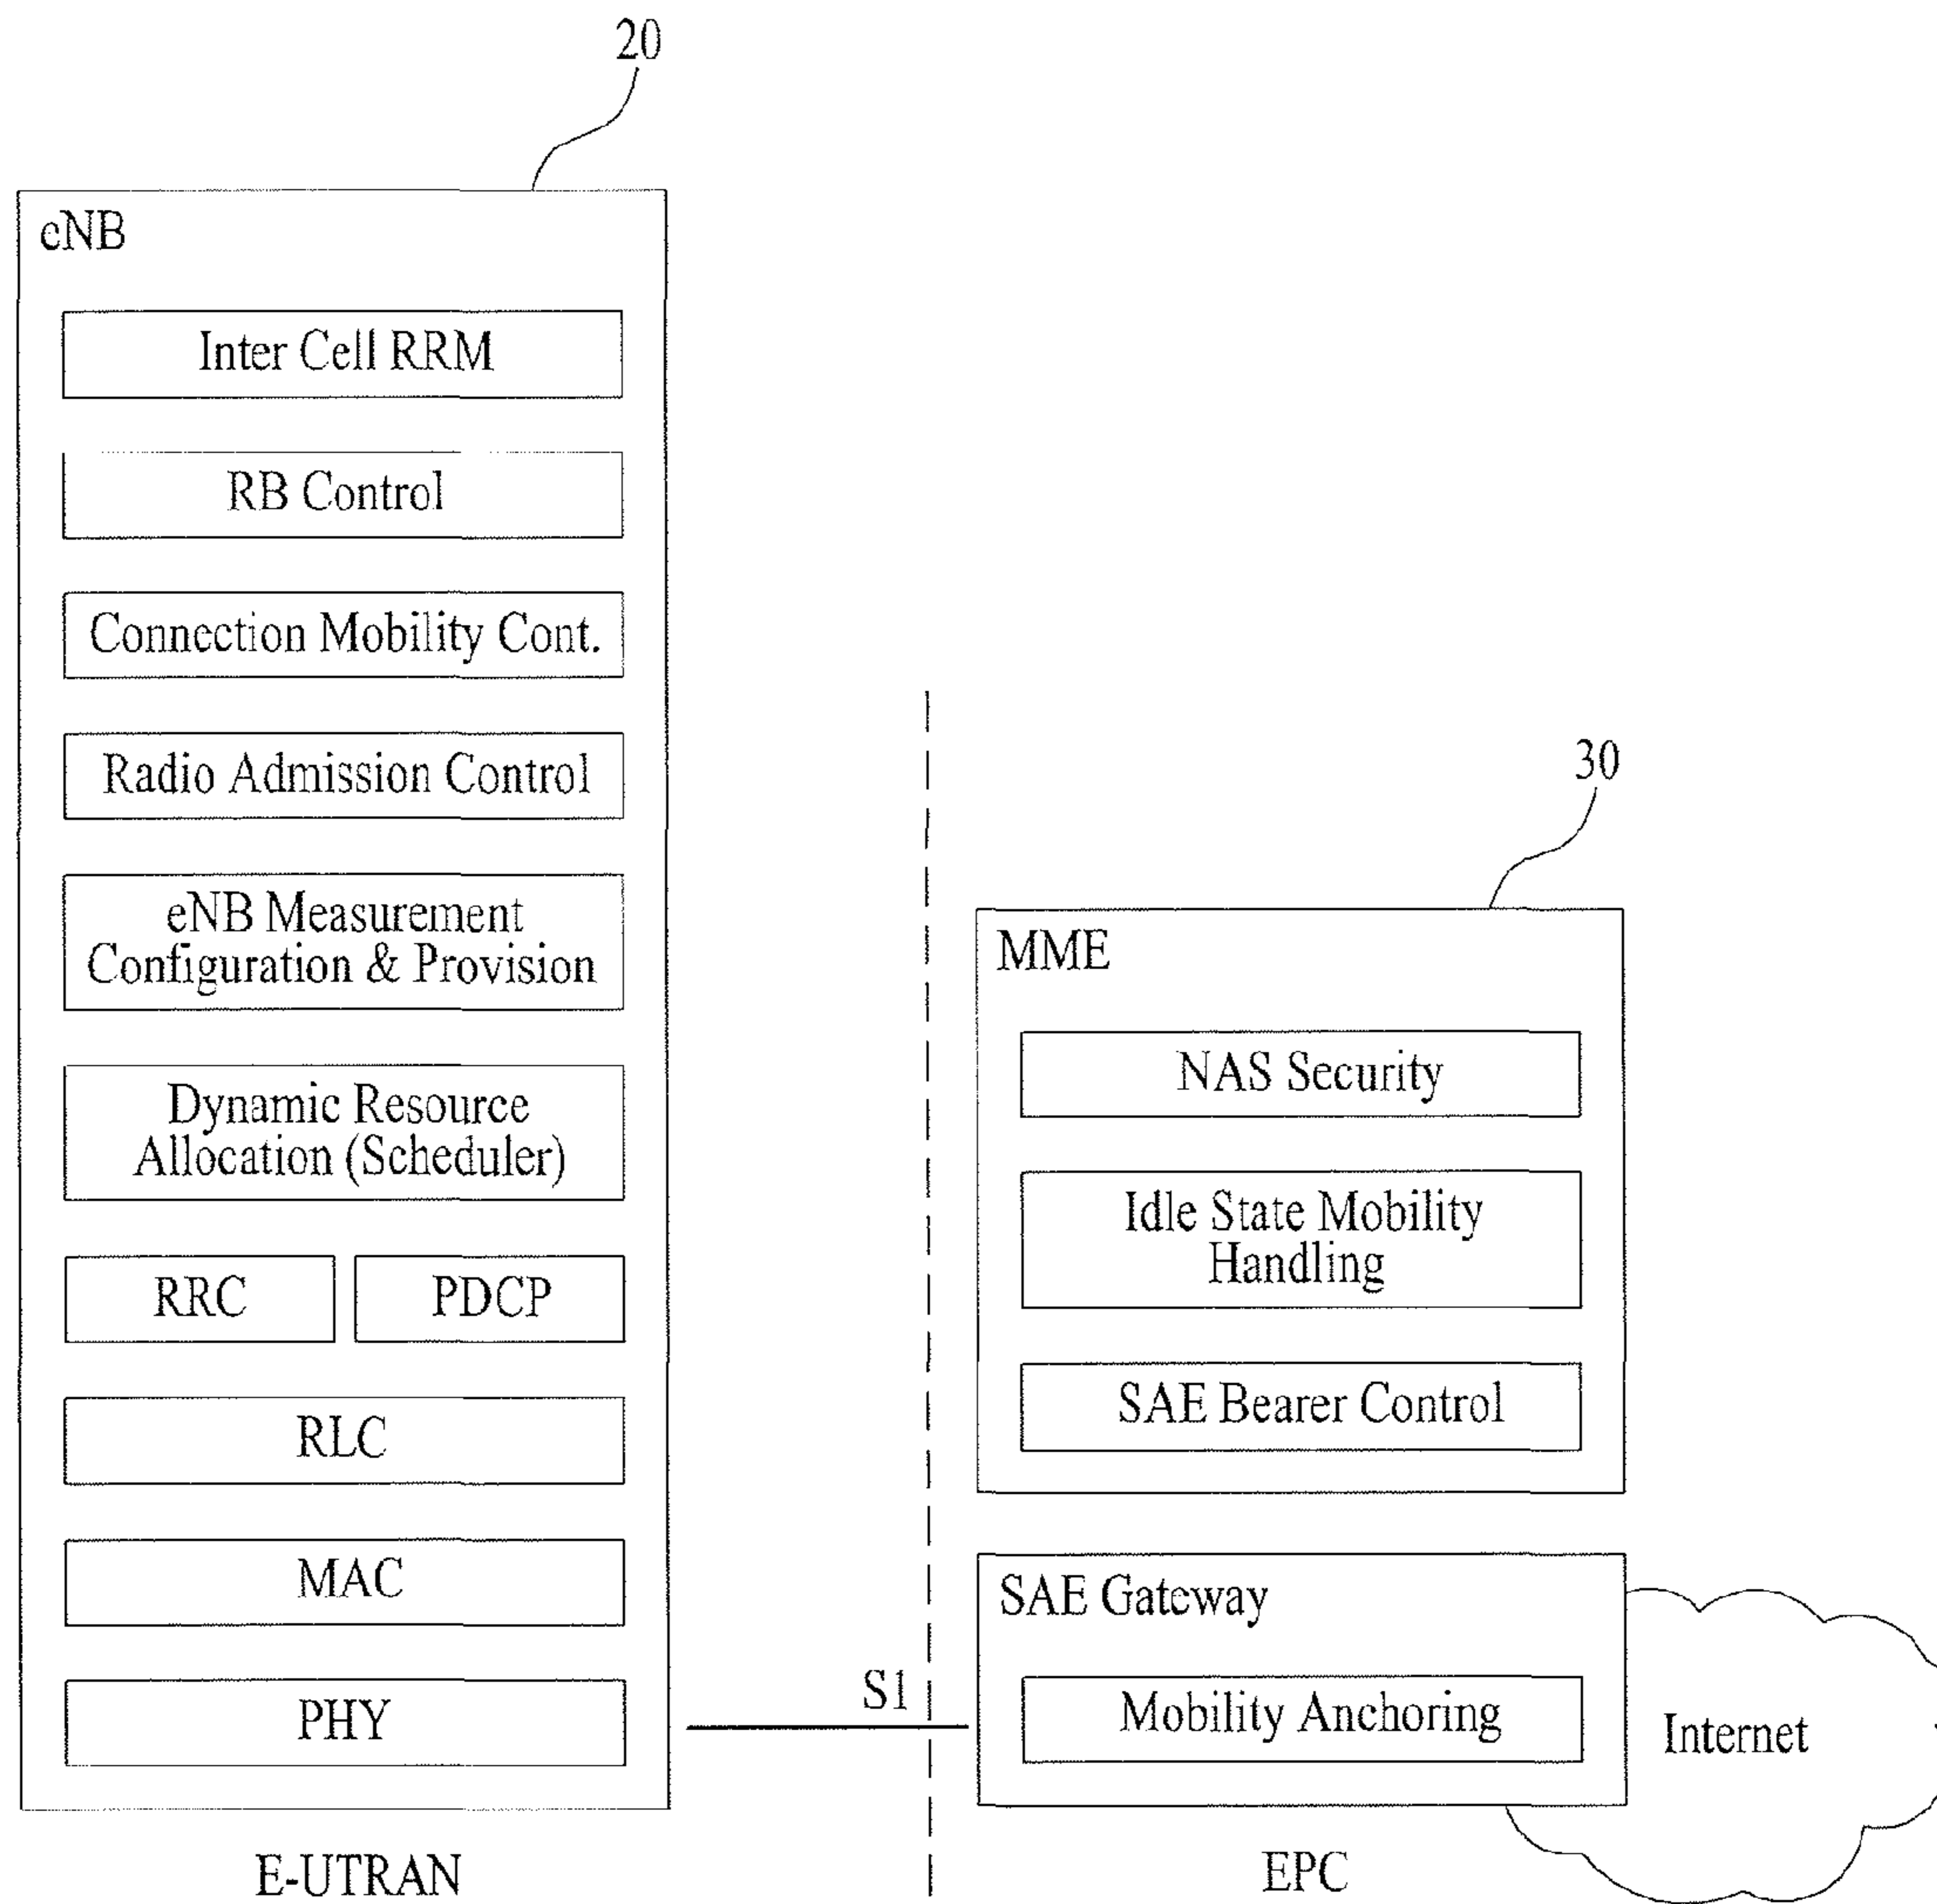 20
eNB
Inter Cell RRM
RB Control
Connection Mobility Cont.
Radio Admission Control
eNB Measurement
Configuration & Provision
Dynamic Resource
Allocation (Scheduler)
RRC
PDCP
RLC
MAC
PHY
E-UTRAN
S1
30
MME
NAS Security
Idle State Mobility
Handling
SAE Bearer Control
SAE Gateway
Mobility Anchoring
Internet
EPC